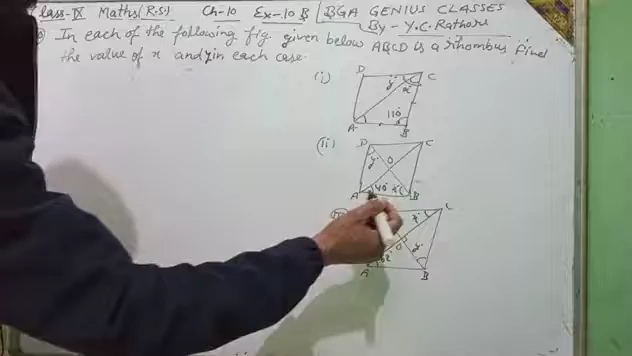 Class-IX Maths (R.S.) Ch-10 Ex-10 B BGA GENIUS CLASSES
By - Y.C. Rathore
In each of the following fig. given below ABCD is a rhombus Find
the value of x and y in each case.
(i)
D C
y° x°
110°
A B
(ii)
D C
y° O
40° x°
A B
C
x°
O y°
62°
A B